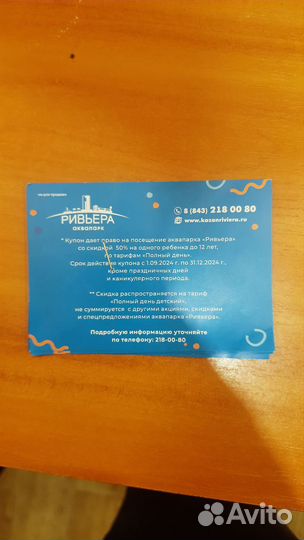 не для продажи
РИВЬЕРА
АКВАПАРК
8 (843) 218 00 80
www.kazanriviera.ru
* Купон дает право на посещение аквапарка «Ривьера»
со скидкой 50% на одного ребенка до 12 лет,
по тарифам «Полный день».
Срок действия купона с 1.09.2024 г. по 31.12.2024 г.,
кроме праздничных дней
и каникулярного периода.
** Скидка распространяется на тариф
«Полный день детский»,
не суммируется с другими акциями, скидками
и спецпредложениями аквапарка «Ривьера».
Подробную информацию уточняйте
по телефону: 218-00-80
Avito